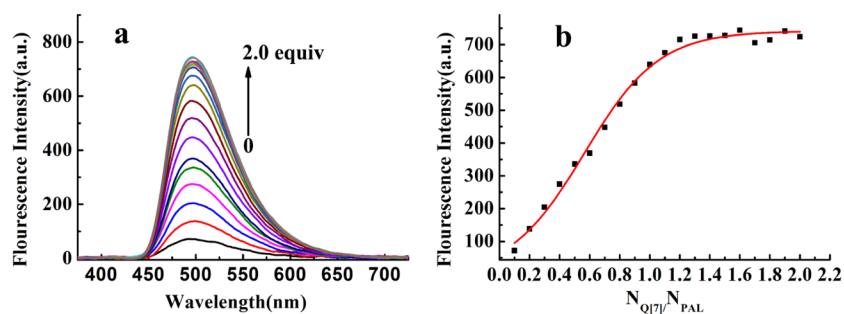 a
2.0 equiv
0
Flourescence Intensity(a.u.)
800
600
400
200
0
400 450 500 550 600 650 700
Wavelength(nm)
b
Flourescence Intensity(a.u.)
700
600
500
400
300
200
100
0.0 0.2 0.4 0.6 0.8 1.0 1.2 1.4 1.6 1.8 2.0 2.2
N_Q[7]/N_PAL